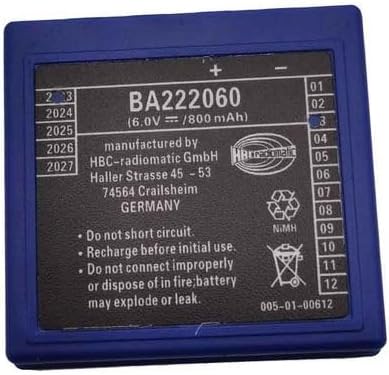 + -
BA222060
(6.0V ⎓ /800mAh)
2023
2024
2025
2026
2027
manufactured by
HBC-radiomatic GmbH
Haller Strasse 45 - 53
74564 Crailsheim
GERMANY
HBC radiomatic
NiMH
• Do not short circuit.
• Recharge before initial use.
• Do not connect improperly
or dispose of in fire;battery
may explode or leak.
005-01-00612
01
02
03
04
05
06
07
08
09
10
11
12